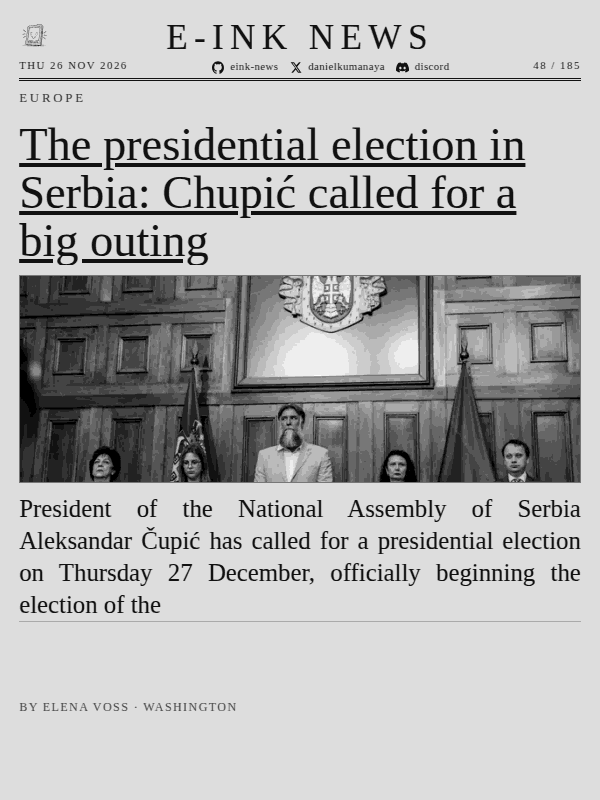 E-INK NEWS
THU 26 NOV 2026
eink-news danielkumanaya discord
48 / 185
EUROPE
The presidential election in
Serbia: Chupić called for a
big outing
President of the National Assembly of Serbia
Aleksandar Čupić has called for a presidential election
on Thursday 27 December, officially beginning the
election of the
BY ELENA VOSS · WASHINGTON